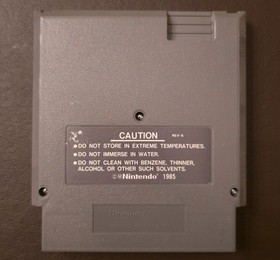 CAUTION REV-A
• DO NOT STORE IN EXTREME TEMPERATURES.
• DO NOT IMMERSE IN WATER.
• DO NOT CLEAN WITH BENZENE, THINNER,
ALCOHOL OR OTHER SUCH SOLVENTS.
Nintendo® 1985